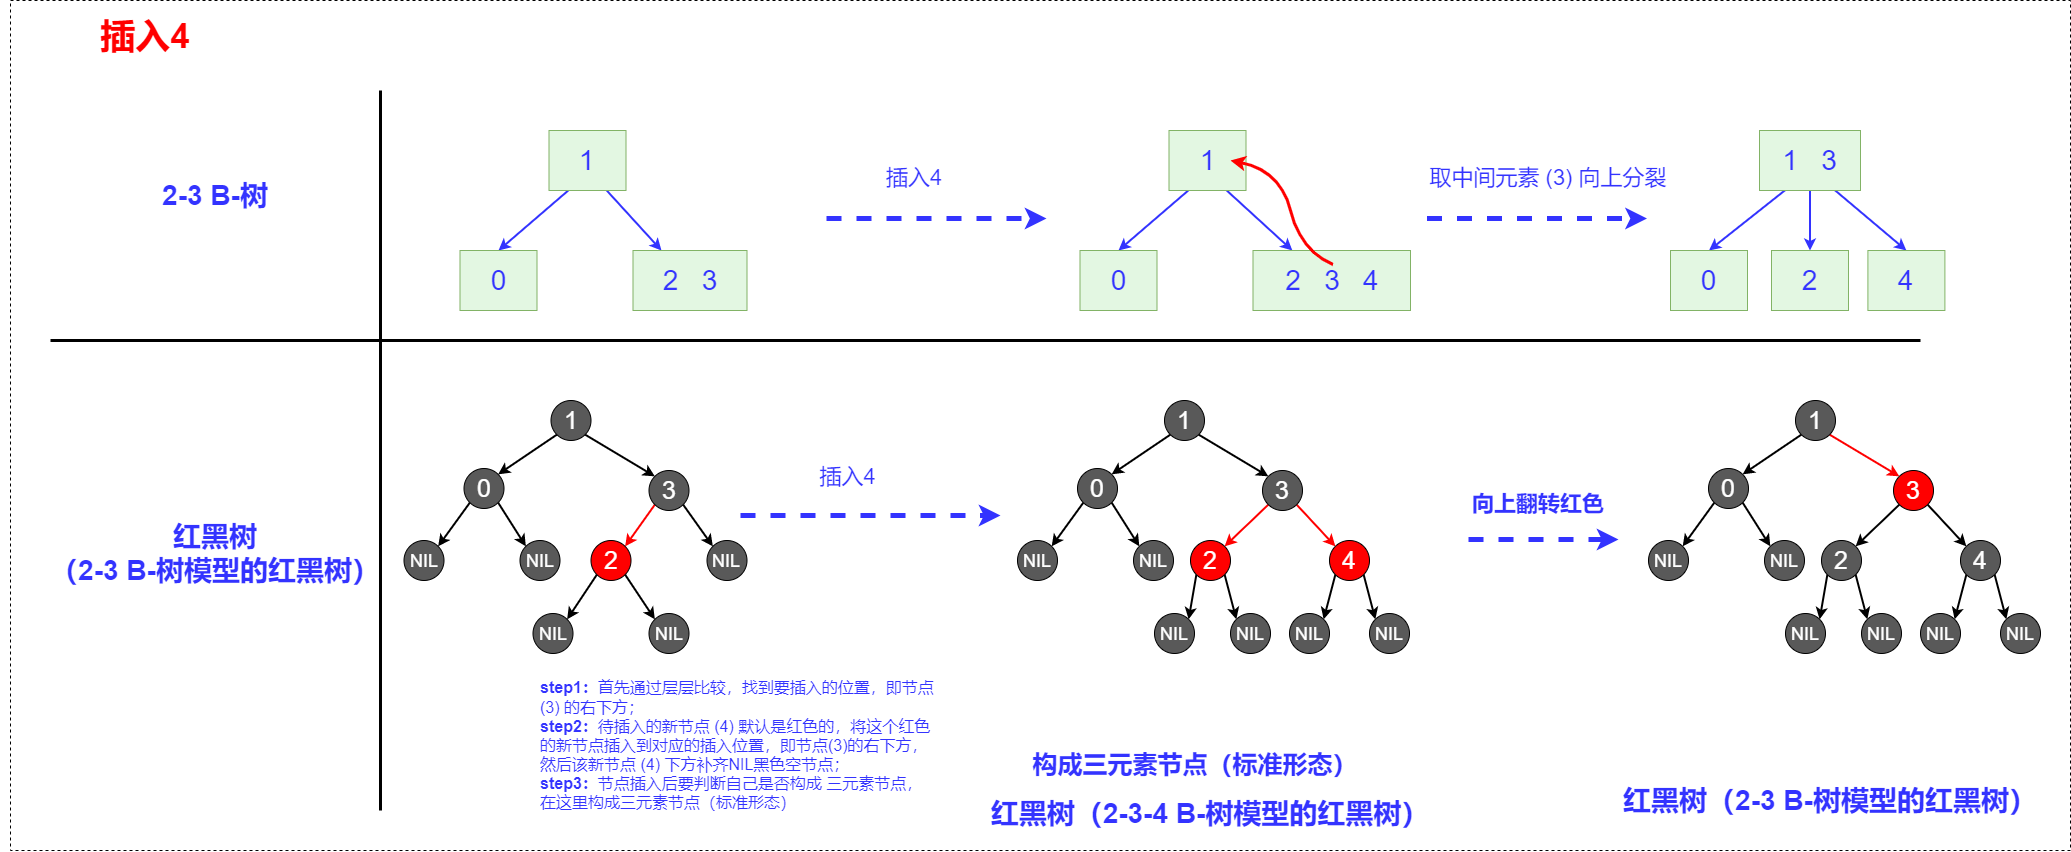 插入4
2-3 B-树
1
0
2 3
插入4
1
0
2 3 4
取中间元素 (3) 向上分裂
1 3
0
2
4
红黑树
（2-3 B-树模型的红黑树）
1
0
3
NIL
NIL
2
NIL
NIL
NIL
插入4
1
0
3
NIL
NIL
2
4
NIL
NIL
NIL
NIL
向上翻转红色
1
0
3
NIL
NIL
2
4
NIL
NIL
NIL
NIL
step1：首先通过层层比较，找到要插入的位置，即节点
(3) 的右下方；
step2：待插入的新节点 (4) 默认是红色的，将这个红色
的新节点插入到对应的插入位置，即节点(3)的右下方，
然后该新节点 (4) 下方补齐NIL黑色空节点；
step3：节点插入后要判断自己是否构成 三元素节点，
在这里构成三元素节点（标准形态）
构成三元素节点（标准形态）
红黑树（2-3-4 B-树模型的红黑树）
红黑树（2-3 B-树模型的红黑树）